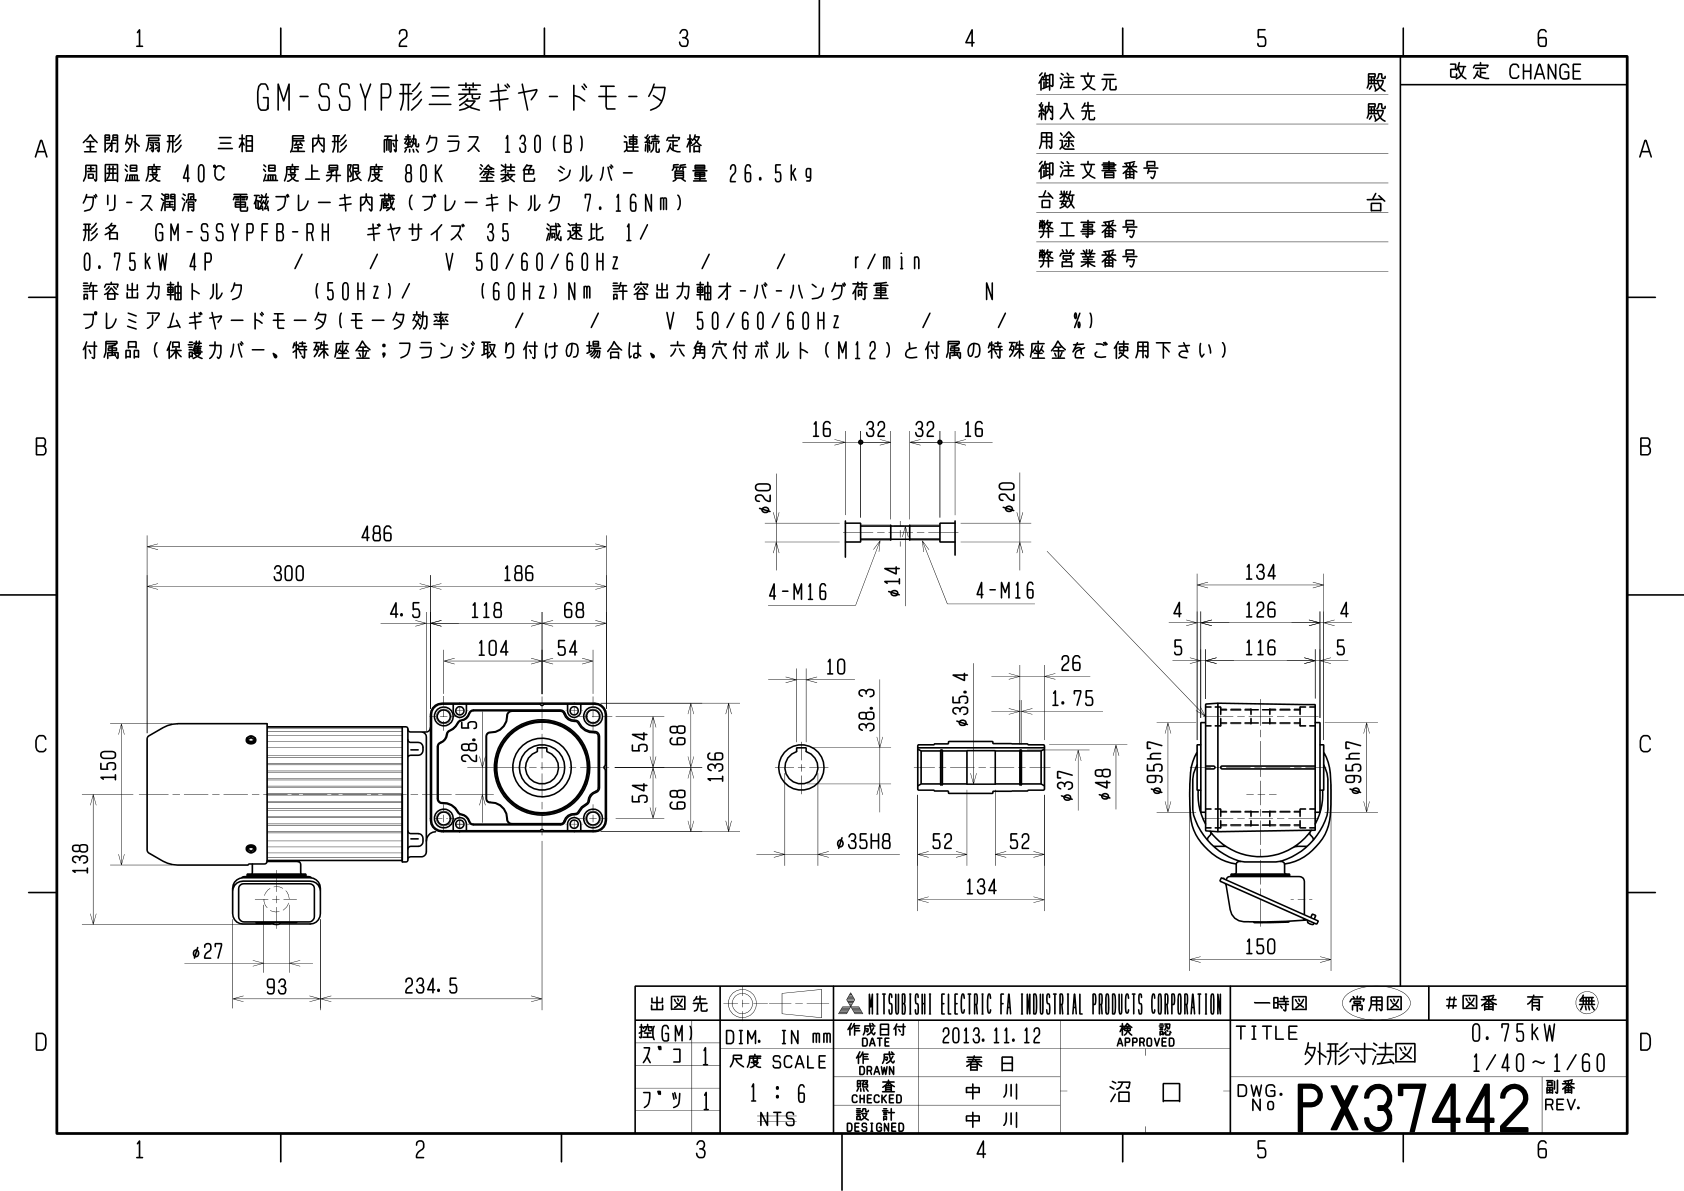 1 2 3 4 5 6
改定 CHANGE
A
B
C
D
A
B
C
D
GM-SSYP形三菱ギヤードモータ
全閉外扇形 三相 屋内形 耐熱クラス 130(B) 連続定格
周囲温度 40℃ 温度上昇限度 80K 塗装色 シルバー 質量 26.5kg
グリース潤滑 電磁ブレーキ内蔵(ブレーキトルク 7.16Nm)
形名 GM-SSYPFB-RH ギヤサイズ 35 減速比 1/
0.75kW 4P / / V 50/60/60Hz / / r/min
許容出力軸トルク (50Hz)/ (60Hz)Nm 許容出力軸オーバーハング荷重 N
プレミアムギヤードモータ(モータ効率 / / V 50/60/60Hz / / %)
付属品(保護カバー、特殊座金;フランジ取り付けの場合は、六角穴付ボルト(M12)と付属の特殊座金をご使用下さい)
御注文元 殿
納入先 殿
用途
御注文書番号
台数 台
弊工事番号
弊営業番号
16 32 32 16
φ20
φ20
4-M16
φ14
4-M16
486
300 186
4.5 118 68
104 54
28.5
150
138
54 68
54 68
136
φ27
93
234.5
10
38.3
φ35H8
φ35.4
26
1.75
φ37
φ48
52 52
134
134
4 126 4
5 116 5
φ95h7
φ95h7
150
出図先
控(GM)
ズコ 1
ブツ 1
DIM. IN mm
尺度 SCALE
1 : 6
NTS
MITSUBISHI ELECTRIC FA INDUSTRIAL PRODUCTS CORPORATION
作成日付 DATE 2013.11.12
作成 DRAWN 春日
照査 CHECKED 中川
設計 DESIGNED 中川
検認 APPROVED
沼口
一時図 常用図
#図番 有 無
TITLE
外形寸法図
0.75kW
1/40~1/60
DWG. No
PX37442
副番 REV.
1 2 3 4 5 6